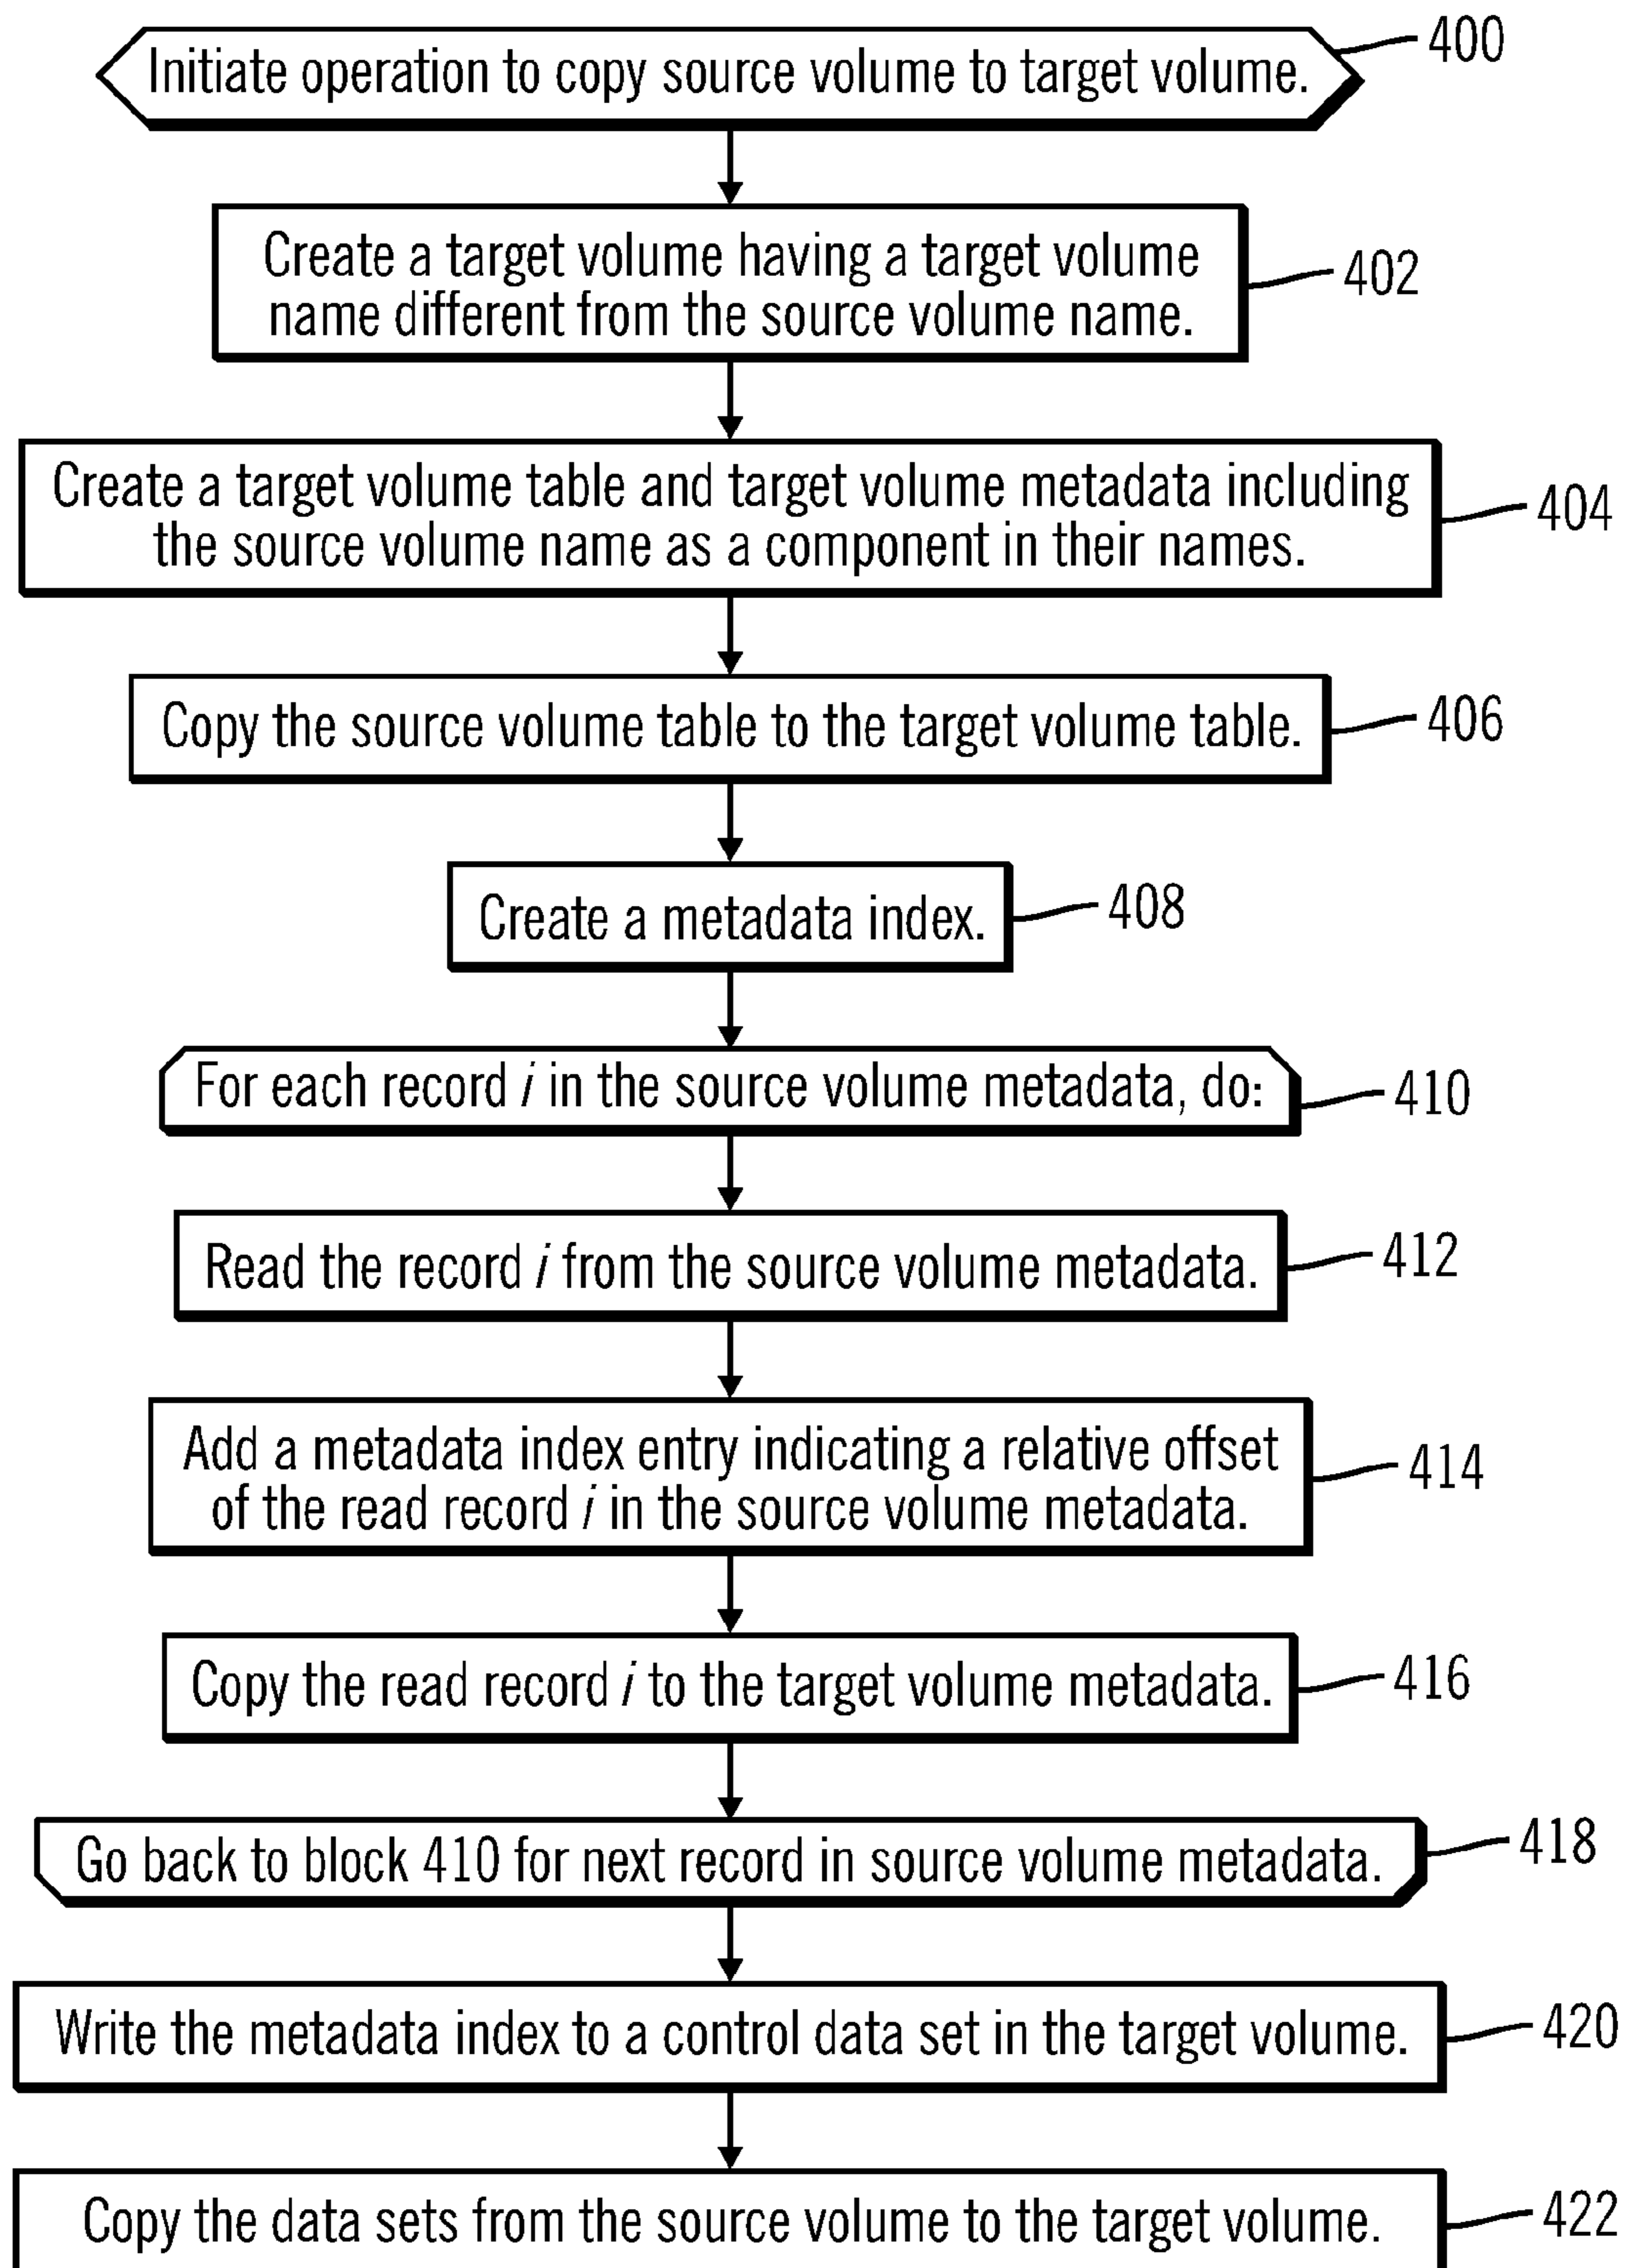 Initiate operation to copy source volume to target volume.
400
Create a target volume having a target volume
name different from the source volume name.
402
Create a target volume table and target volume metadata including
the source volume name as a component in their names.
404
Copy the source volume table to the target volume table.
406
Create a metadata index.
408
For each record i in the source volume metadata, do:
410
Read the record i from the source volume metadata.
412
Add a metadata index entry indicating a relative offset
of the read record i in the source volume metadata.
414
Copy the read record i to the target volume metadata.
416
Go back to block 410 for next record in source volume metadata.
418
Write the metadata index to a control data set in the target volume.
420
Copy the data sets from the source volume to the target volume.
422